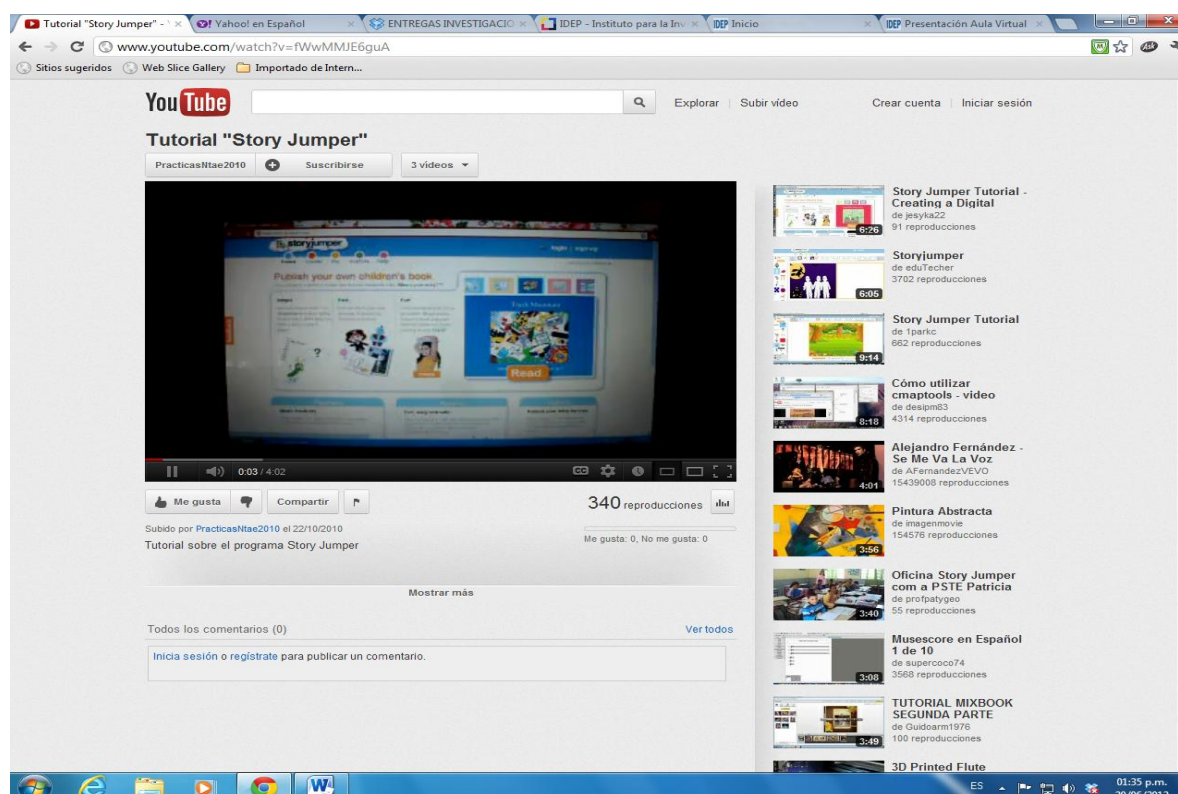 Tutorial "Story Jumper" -
Yahoo! en Español
ENTREGAS INVESTIGACIO
IDEP - Instituto para la Inv
IDEP Inicio
IDEP Presentación Aula Virtual
www.youtube.com/watch?v=fWwMMJE6guA
Ask
Sitios sugeridos
Web Slice Gallery
Importado de Intern...
YouTube
Explorar
Subir vídeo
Crear cuenta
Iniciar sesión
Tutorial "Story Jumper"
PracticasNtae2010
Suscribirse
3 vídeos
storyjumper
login
Publish your own children's book
Read
0:03 / 4:02
CC
Me gusta
Compartir
340 reproducciones
Subido por PracticasNtae2010 el 22/10/2010
Tutorial sobre el programa Story Jumper
Me gusta: 0, No me gusta: 0
Mostrar más
Todos los comentarios (0)
Ver todos
Inicia sesión o regístrate para publicar un comentario.
Story Jumper Tutorial -
Creating a Digital
de jesyka22
91 reproducciones
6:26
Storyjumper
de eduTecher
3702 reproducciones
6:05
Story Jumper Tutorial
de 1parkc
662 reproducciones
9:14
Cómo utilizar
cmaptools - video
de desipm83
4314 reproducciones
8:18
Alejandro Fernández -
Se Me Va La Voz
de AFernandezVEVO
15439008 reproducciones
4:01
Pintura Abstracta
de imagenmovie
154576 reproducciones
3:56
Oficina Story Jumper
com a PSTE Patricia
de profpatygeo
55 reproducciones
3:40
Musescore en Español
1 de 10
de supercoco74
3568 reproducciones
3:08
TUTORIAL MIXBOOK
SEGUNDA PARTE
de Guidoarm1976
100 reproducciones
3:49
3D Printed Flute
ES
01:35 p.m.